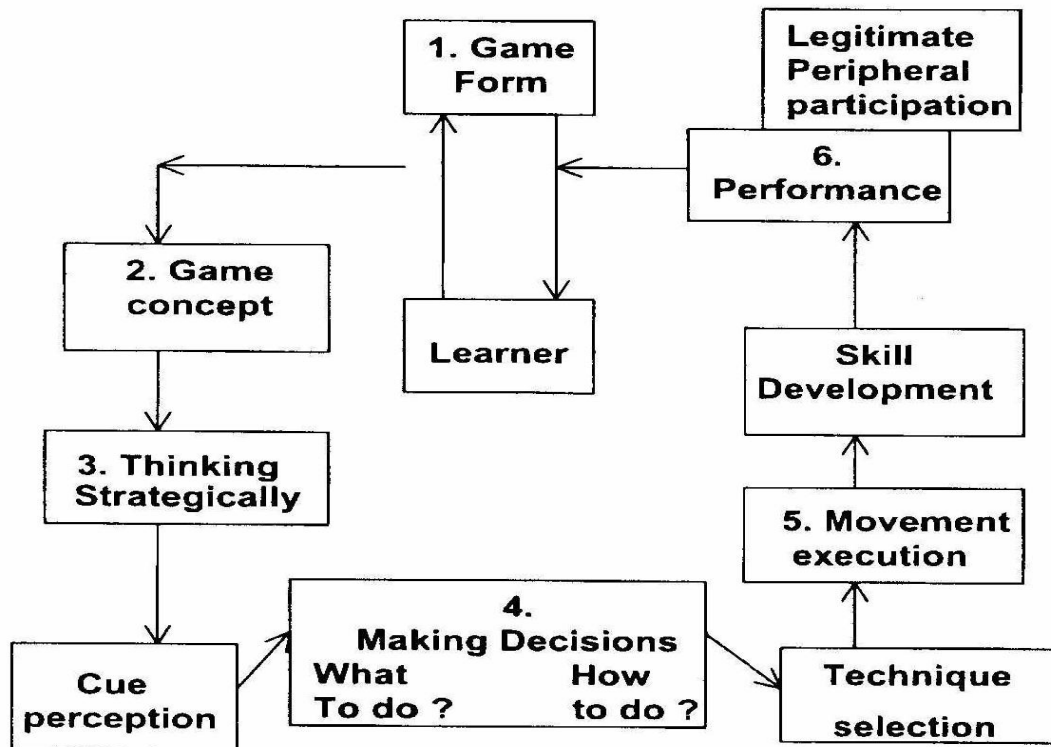 1. Game
Form
Legitimate
Peripheral
participation
6.
Performance
2. Game
concept
Learner
Skill
Development
3. Thinking
Strategically
5. Movement
execution
4.
Making Decisions
What How
To do ? to do ?
Cue
perception
Technique
selection